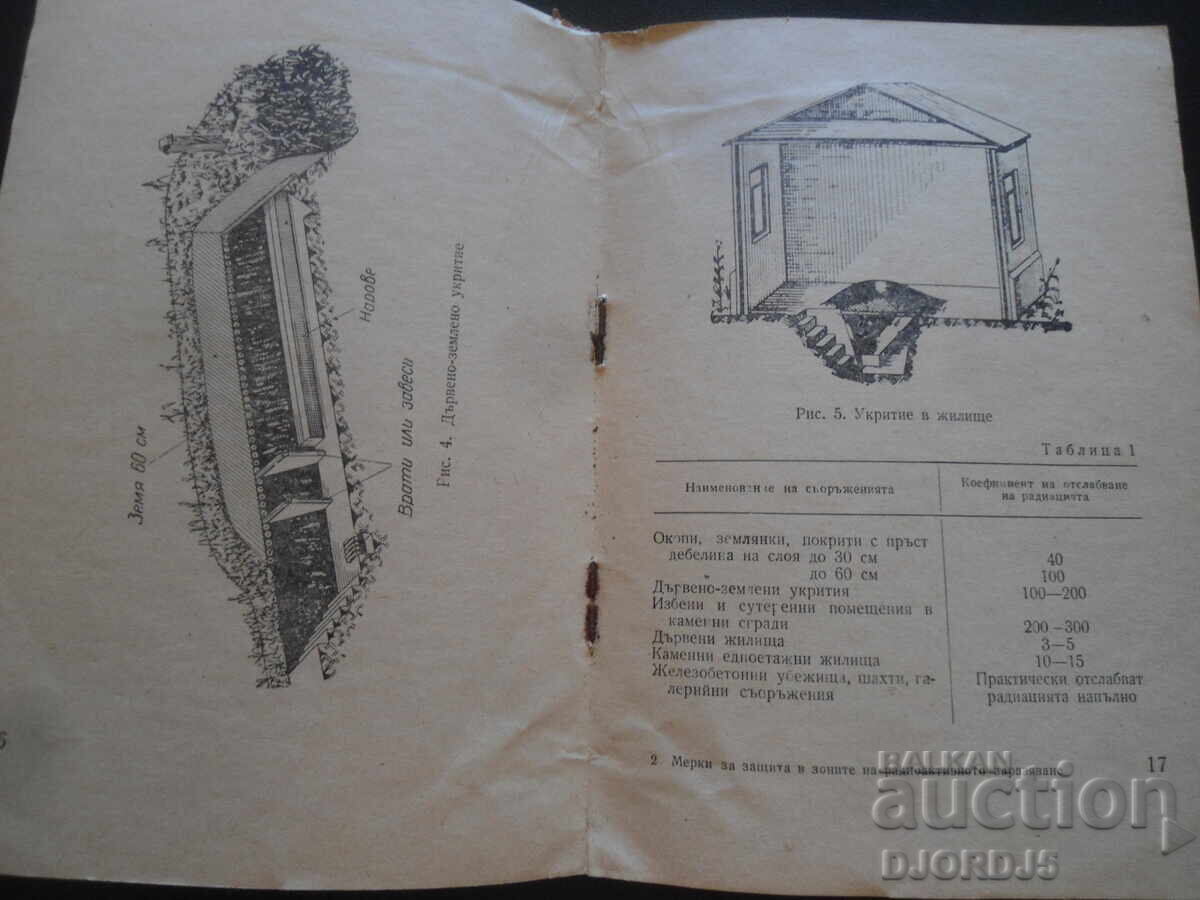 Земя 60 см
Нарове
Врати или завеси
Рис. 4. Дървено-землено укритие
6
Рис. 5. Укритие в жилище
Таблица 1
Наименование на съоръженията
Коефициент на отслабване
на радиацията
Окопи, землянки, покрити с пръст
дебелина на слоя до 30 см 40
до 60 см 100
Дървено-землени укрития 100—200
Избени и сутеренни помещения в
каменни сгради 200—300
Дървени жилища 3—5
Каменни едноетажни жилища 10—15
Железобетонни убежища, шахти, га-
лерийни съоръжения
Практически отслабват
радиацията напълно
2 Мерки за защита в зоните на радиоактивното заразяване
17
BALKAN
auction
DJORDJ5